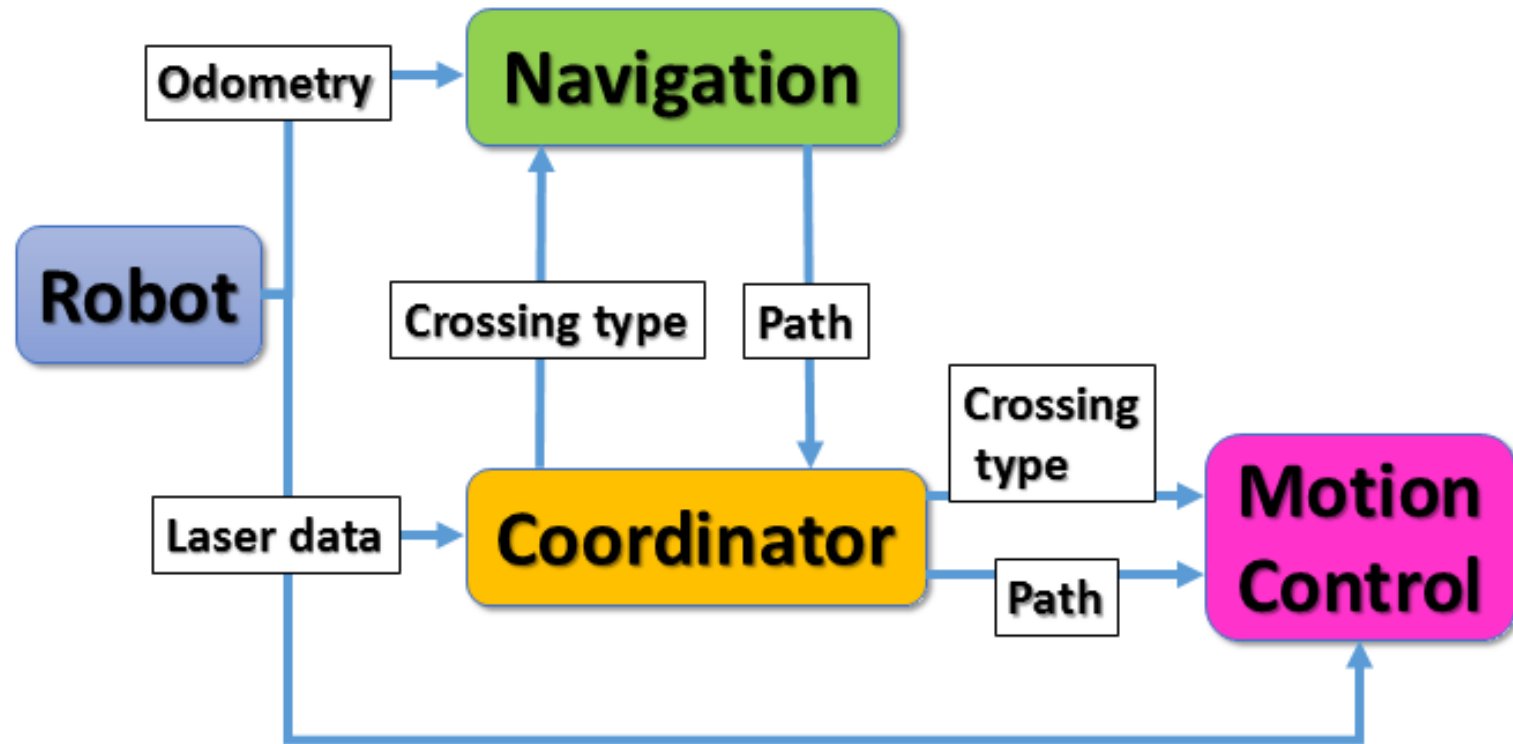 Odometry
Navigation
Robot
Crossing type
Path
Crossing
type
Laser data
Coordinator
Path
Motion
Control